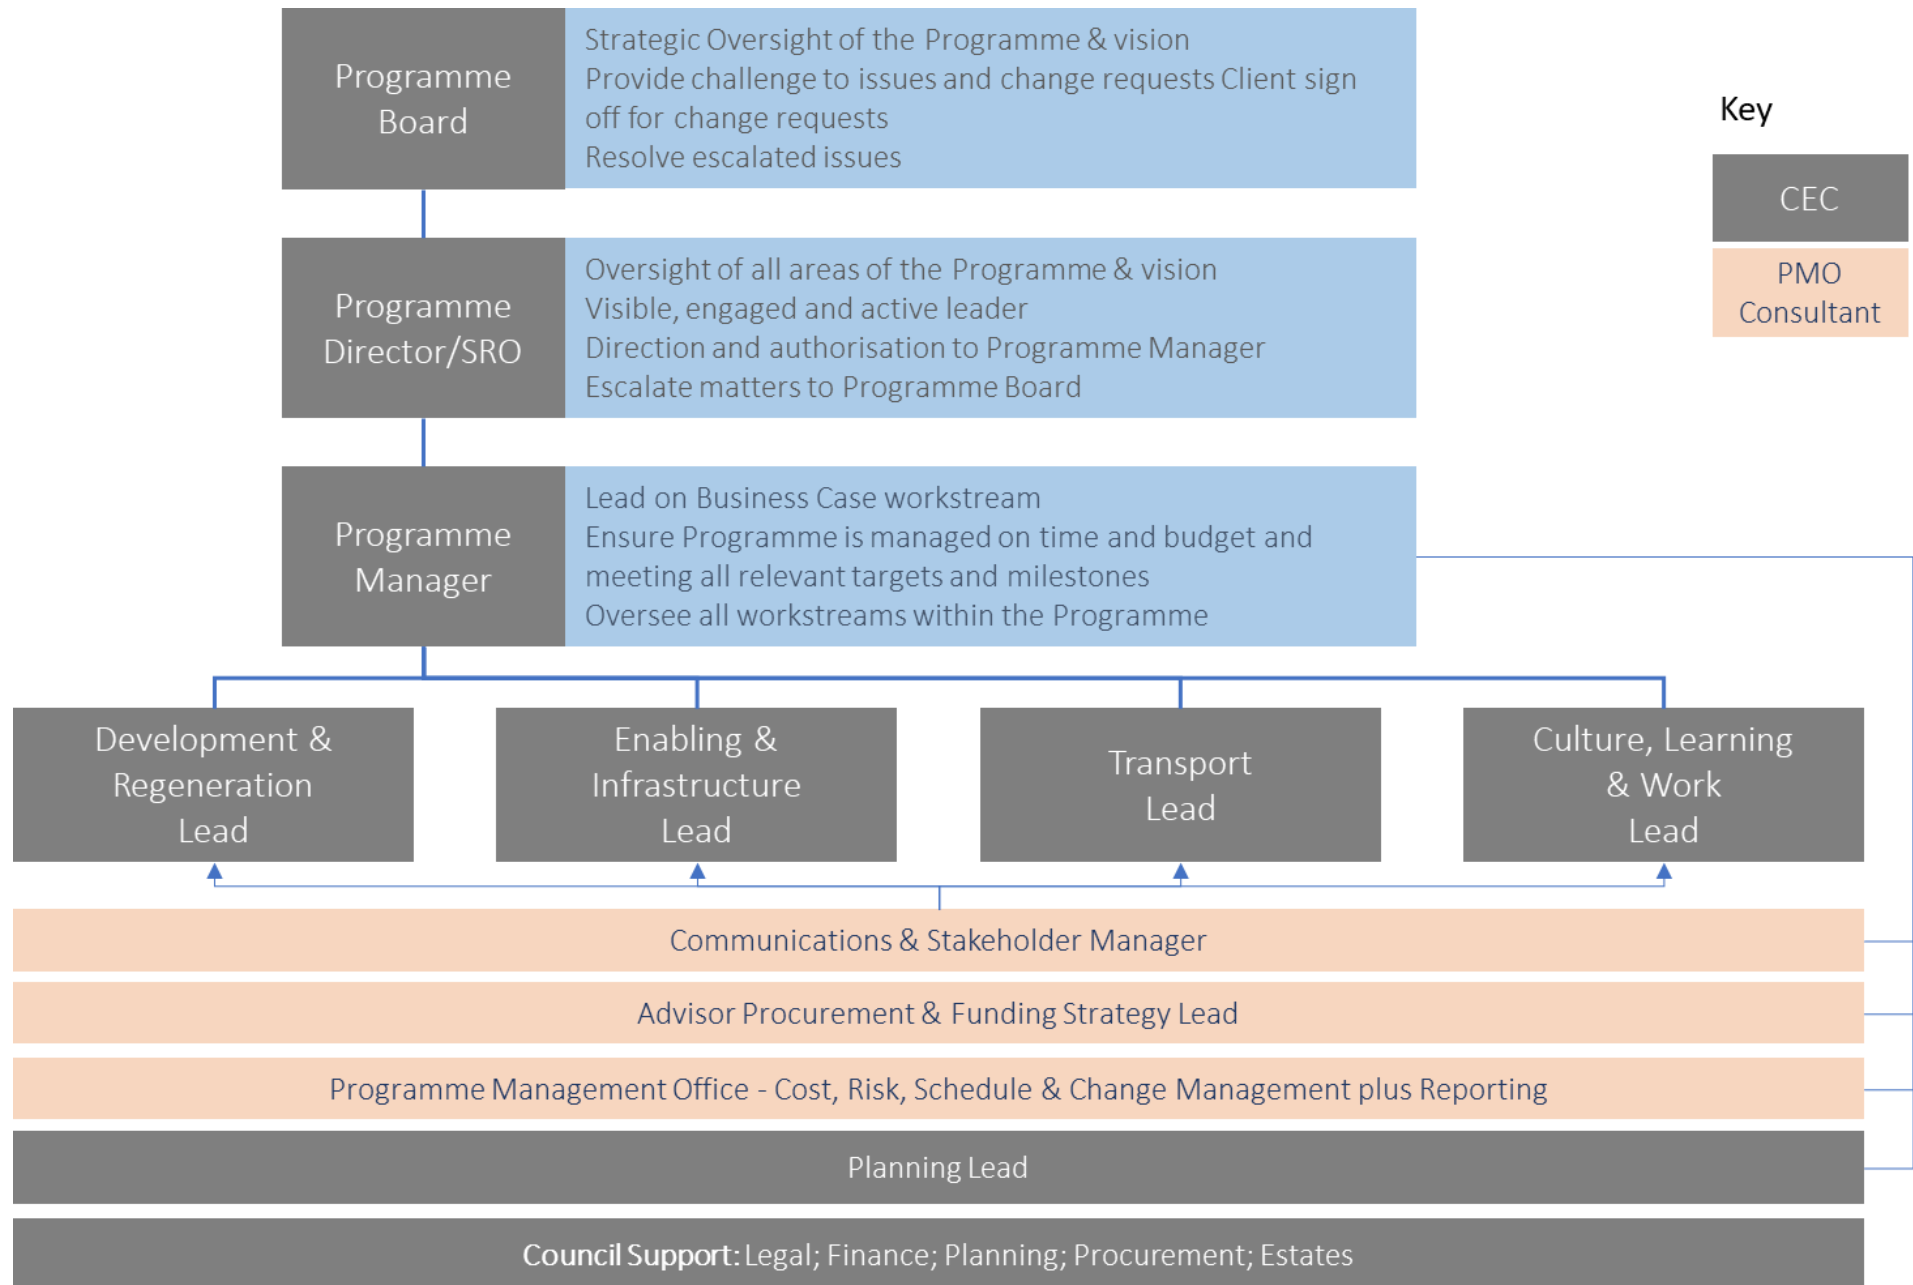 Programme
Board
Strategic Oversight of the Programme & vision
Provide challenge to issues and change requests Client sign
off for change requests
Resolve escalated issues
Key
CEC
PMO
Consultant
Programme
Director/SRO
Oversight of all areas of the Programme & vision
Visible, engaged and active leader
Direction and authorisation to Programme Manager
Escalate matters to Programme Board
Programme
Manager
Lead on Business Case workstream
Ensure Programme is managed on time and budget and
meeting all relevant targets and milestones
Oversee all workstreams within the Programme
Development &
Regeneration
Lead
Enabling &
Infrastructure
Lead
Transport
Lead
Culture, Learning
& Work
Lead
Communications & Stakeholder Manager
Advisor Procurement & Funding Strategy Lead
Programme Management Office - Cost, Risk, Schedule & Change Management plus Reporting
Planning Lead
Council Support: Legal; Finance; Planning; Procurement; Estates